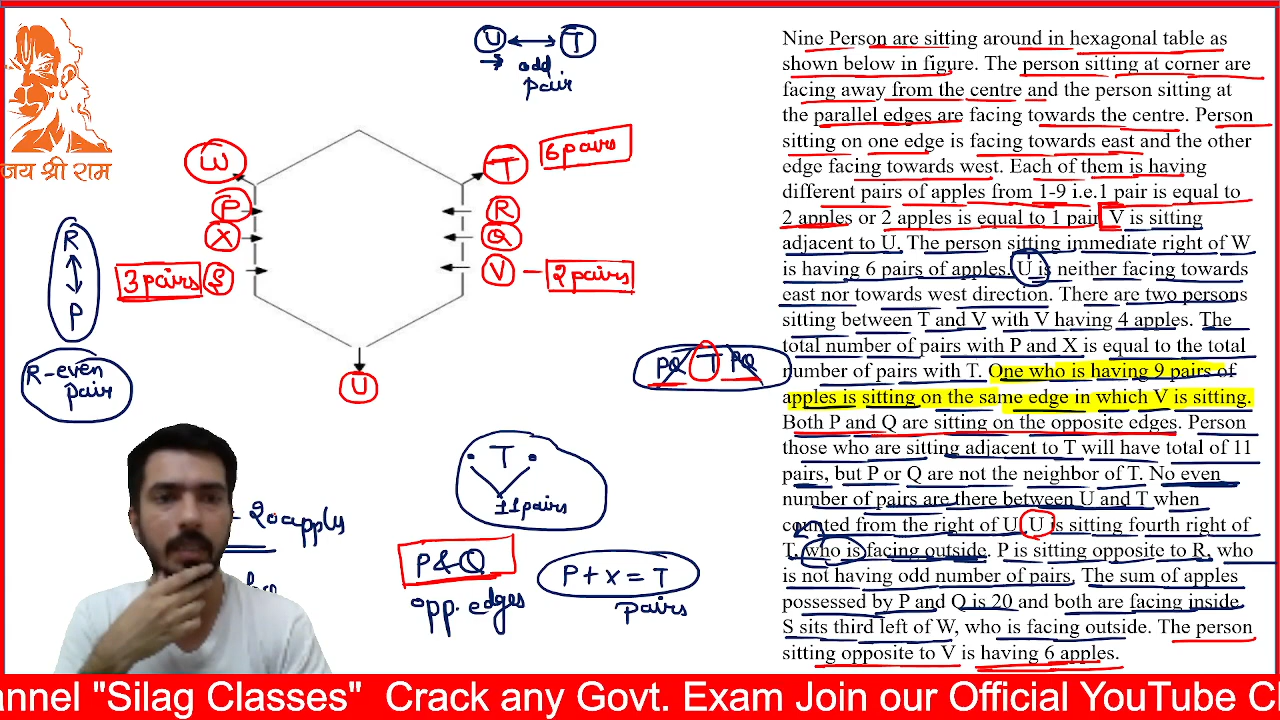 Nine Person are sitting around in hexagonal table as
shown below in figure. The person sitting at corner are
facing away from the centre and the person sitting at
the parallel edges are facing towards the centre. Person
sitting on one edge is facing towards east and the other
edge facing towards west. Each of them is having
different pairs of apples from 1-9 i.e.1 pair is equal to
2 apples or 2 apples is equal to 1 pair. V is sitting
adjacent to U. The person sitting immediate right of W
is having 6 pairs of apples. U is neither facing towards
east nor towards west direction. There are two persons
sitting between T and V with V having 4 apples. The
total number of pairs with P and X is equal to the total
number of pairs with T. One who is having 9 pairs of
apples is sitting on the same edge in which V is sitting.
Both P and Q are sitting on the opposite edges. Person
those who are sitting adjacent to T will have total of 11
pairs, but P or Q are not the neighbor of T. No even
number of pairs are there between U and T when
counted from the right of U. U is sitting fourth right of
T, who is facing outside. P is sitting opposite to R, who
is not having odd number of pairs. The sum of apples
possessed by P and Q is 20 and both are facing inside.
S sits third left of W, who is facing outside. The person
sitting opposite to V is having 6 apples.
U ↔ T
odd
pair
जय श्री राम
W
T 6 pairs
P
R
X
Q
3 pairs S
V - 2 pairs
U
R
P
R-even
pair
PQ T PQ
T
11 pairs
P & Q
opp. edges
P + x = T
pairs
- 20 apples
annel "Silag Classes" Crack any Govt. Exam Join our Official YouTube C